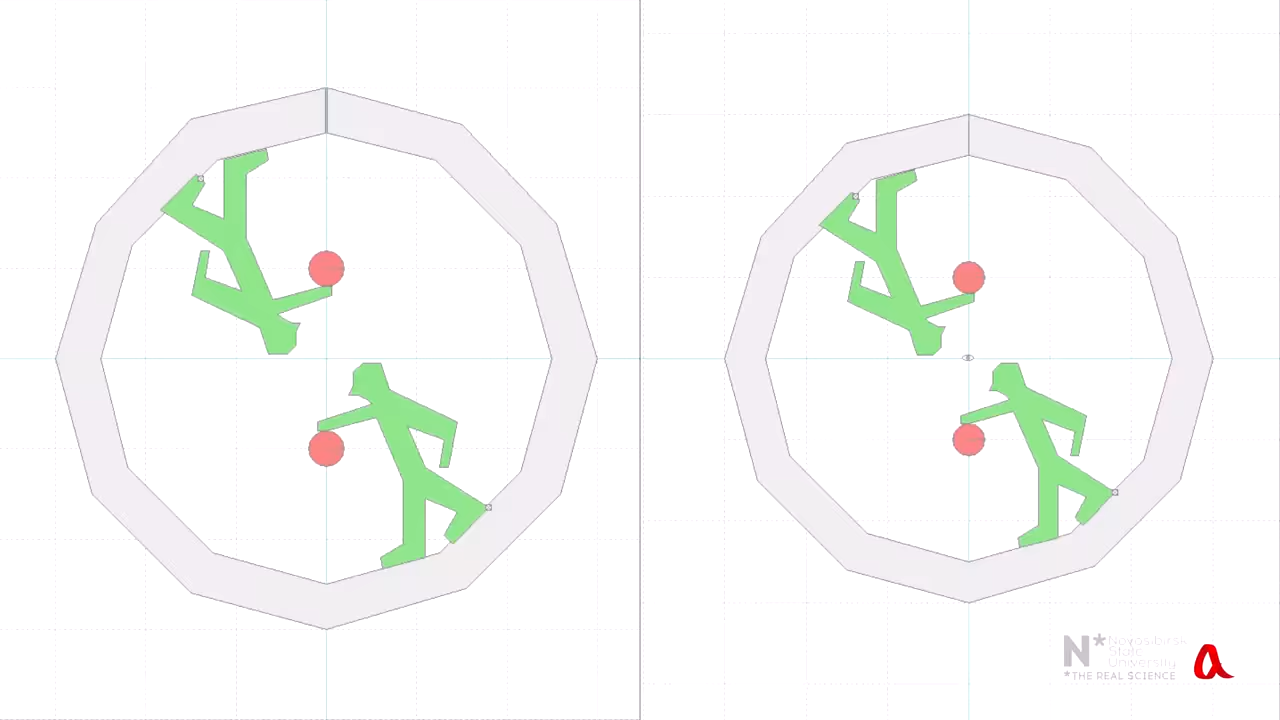 N*
Novosibirsk
State
University
*THE REAL SCIENCE
a